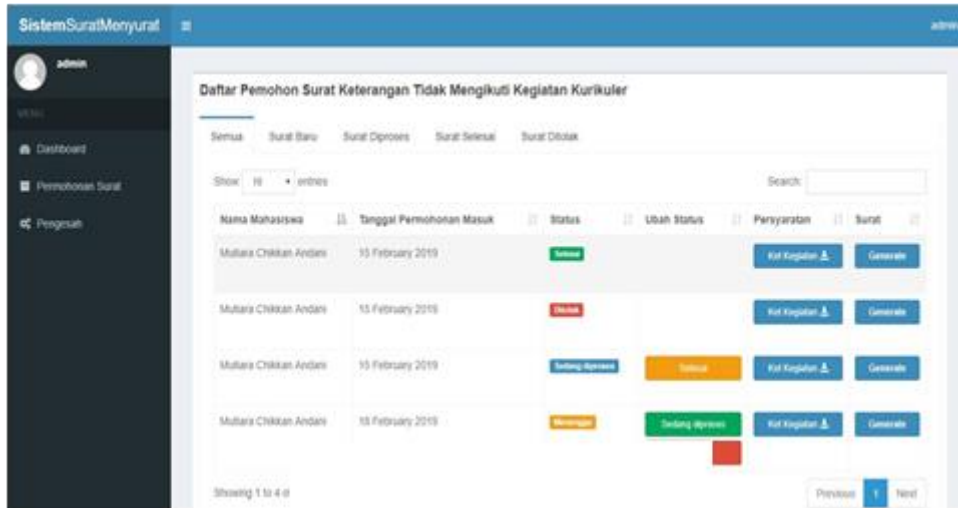 SistemSuratMenyurat
admin
admin
MENU
Dashboard
Permohonan Surat
Pengesah
Daftar Pemohon Surat Keterangan Tidak Mengikuti Kegiatan Kurikuler
Semua Surat Baru Surat Diproses Surat Selesai Surat Ditolak
Show 10 entries Search:
Nama Mahasiswa Tanggal Permohonan Masuk Status Ubah Status Persyaratan Surat
Mutiara Chikkan Andani 15 February 2019 Selesai Ket Kegiatan Generate
Mutiara Chikkan Andani 15 February 2019 Ditolak Ket Kegiatan Generate
Mutiara Chikkan Andani 15 February 2019 Sedang diproses Selesai Ket Kegiatan Generate
Mutiara Chikkan Andani 18 February 2019 Menunggu Sedang diproses Ket Kegiatan Generate
Showing 1 to 4 of Previous 1 Next